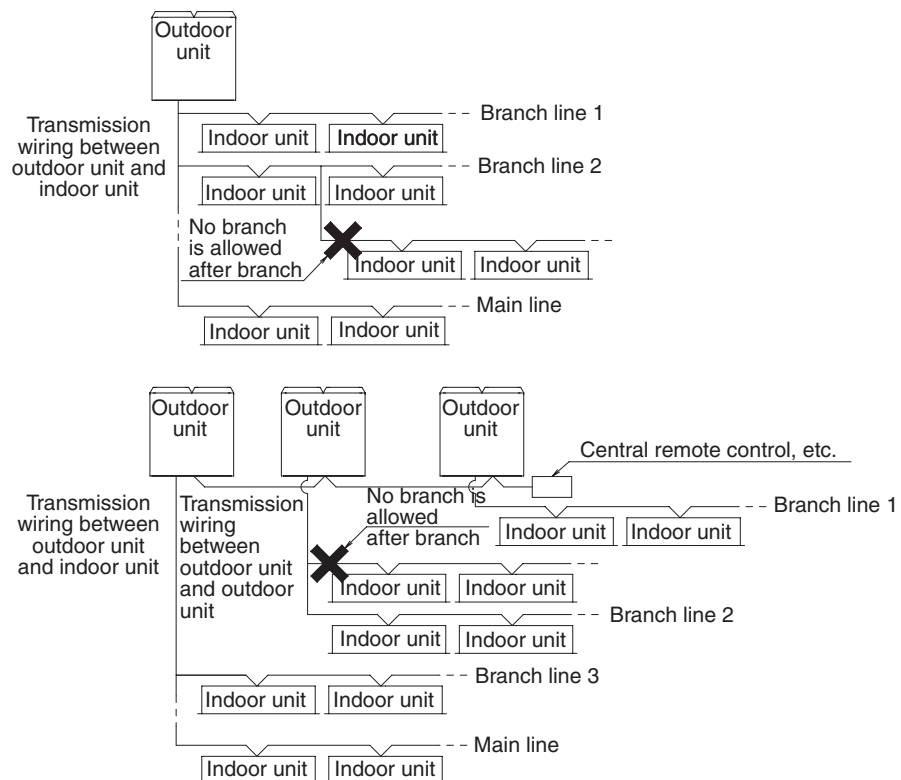 Outdoor
unit
Transmission
wiring between
outdoor unit and
indoor unit
Branch line 1
Indoor unit
Indoor unit
Branch line 2
Indoor unit
Indoor unit
No branch
is allowed
after branch
Indoor unit
Indoor unit
Main line
Indoor unit
Indoor unit
Outdoor
unit
Outdoor
unit
Outdoor
unit
Central remote control, etc.
Transmission
wiring between
outdoor unit
and indoor unit
Transmission
wiring
between
outdoor unit
and outdoor
unit
No branch is
allowed
after branch
Branch line 1
Indoor unit
Indoor unit
Indoor unit
Indoor unit
Branch line 2
Indoor unit
Indoor unit
Branch line 3
Indoor unit
Indoor unit
Main line
Indoor unit
Indoor unit